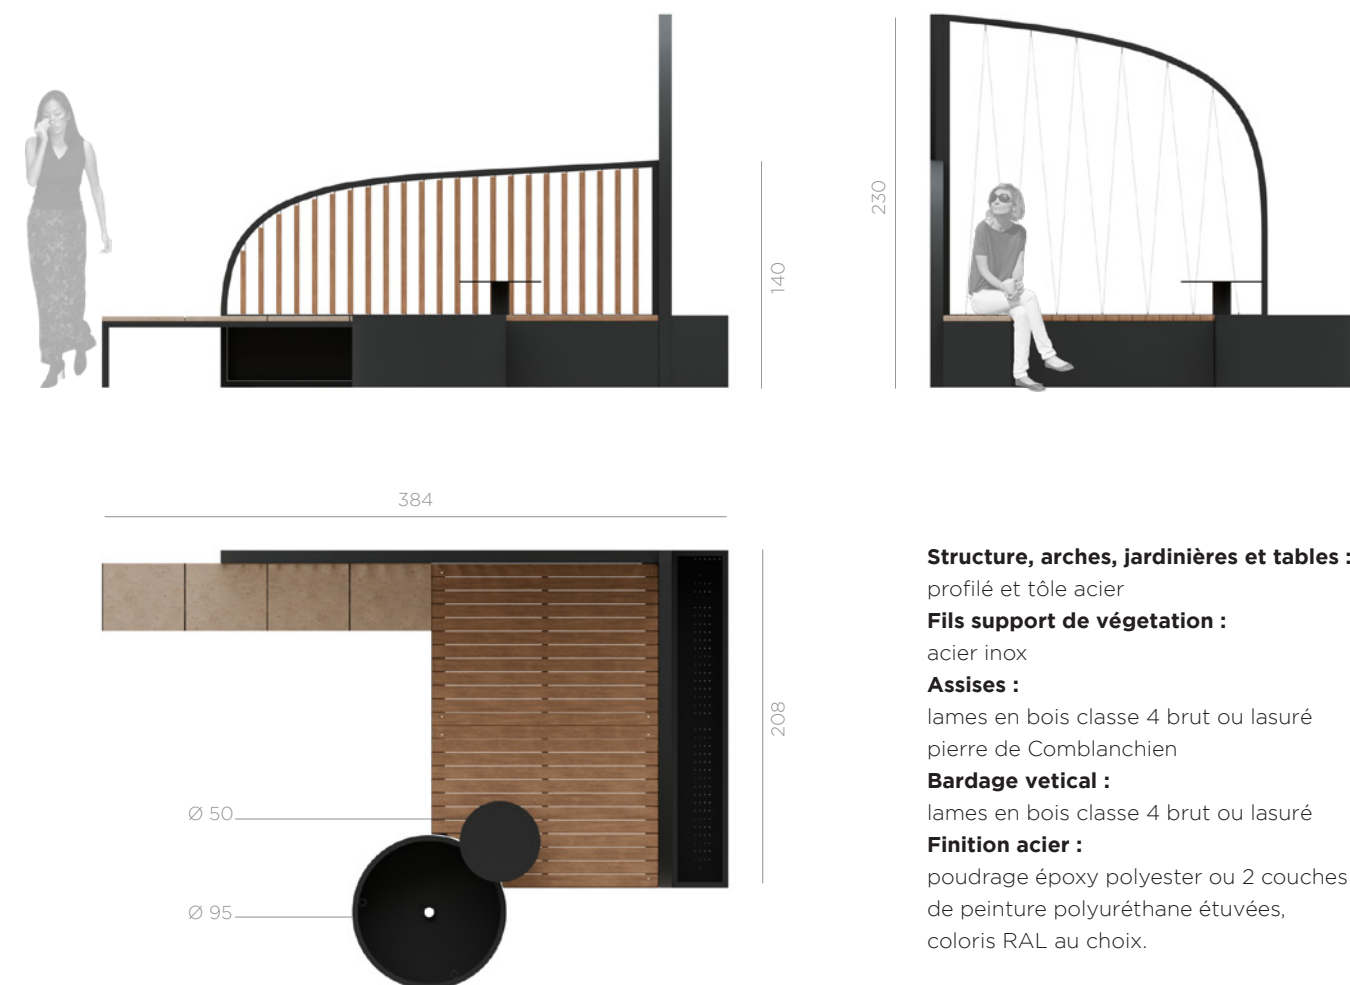 230
140
384
208
Ø 50
Ø 95
Structure, arches, jardinières et tables :
profilé et tôle acier
Fils support de végetation :
acier inox
Assises :
lames en bois classe 4 brut ou lasuré
pierre de Comblanchien
Bardage vetical :
lames en bois classe 4 brut ou lasuré
Finition acier :
poudrage époxy polyester ou 2 couches
de peinture polyuréthane étuvées,
coloris RAL au choix.